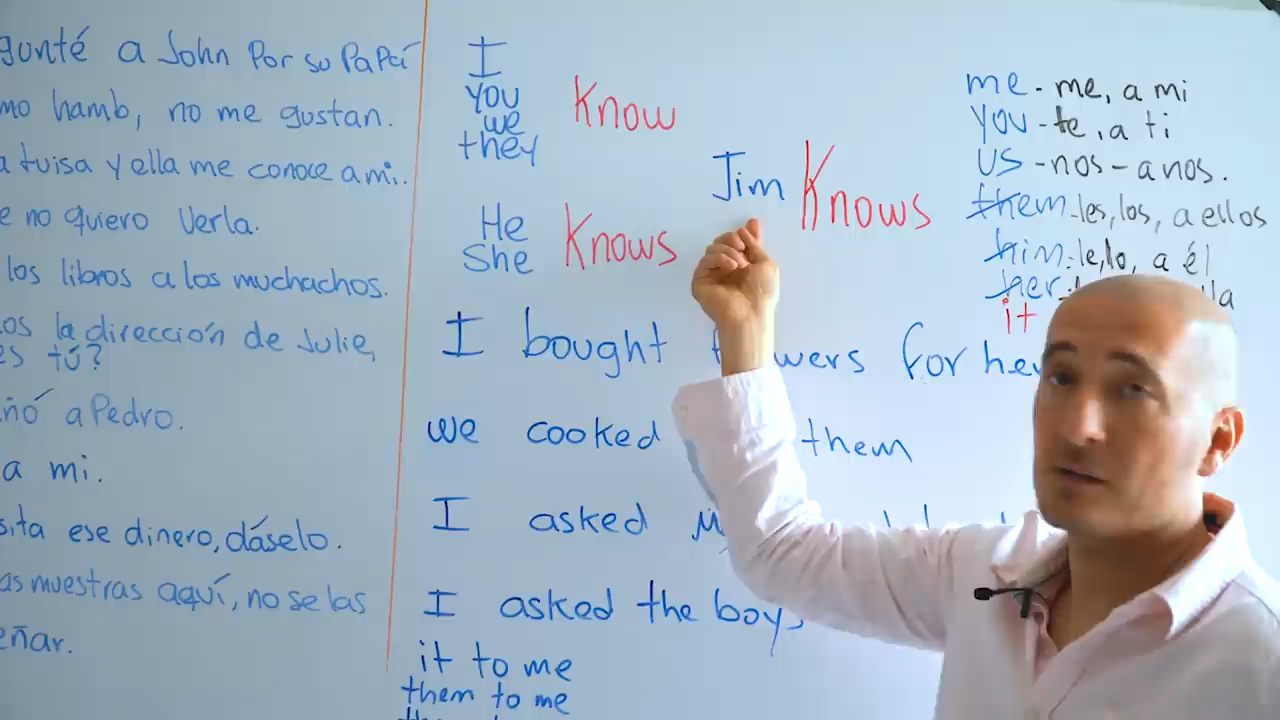 gunté a John Por su PaPá
mo hamb, no me gustan.
a Luisa y ella me conoce a mi.
e no quiero Verla.
los libros a los muchachos.
os la dirección de Julie,
es tú?
ñó a Pedro.
a mi.
sita ese dinero, dáselo.
as muestras aquí, no se las
eñar.
I
you
we
they
Know
He
She
Knows
Jim Knows
I bought for her
we cooked them
I asked
I asked the boys
it to me
them to me
me - me, a mi
you - te, a ti
US - nos - a nos.
them - les, los, a ellos
him: le, lo, a él
her:
it